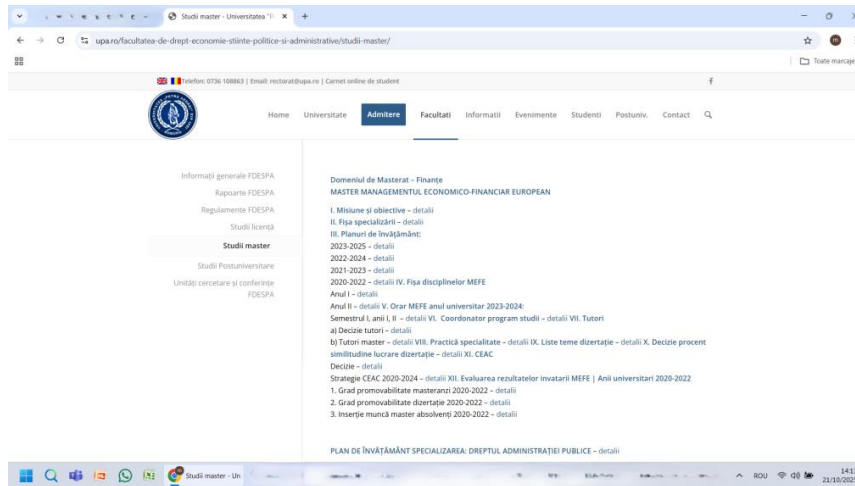 Studii master - Universitatea "P
upa.ro/facultatea-de-drept-economie-stiinte-politice-si-administrative/studii-master/
Toate marcaje
Telefon: 0736 108863 | Email: rectorat@upa.ro | Carnet online de student
Home Universitate Admitere Facultati Informatii Evenimente Studenti Postuniv. Contact
Informații generale FDESPA
Rapoarte FDESPA
Regulamente FDESPA
Studii licență
Studii master
Studii Postuniversitare
Unități cercetare și conferințe
FDESPA
Domeniul de Masterat – Finanțe
MASTER MANAGEMENTUL ECONOMICO-FINANCIAR EUROPEAN
I. Misiune și obiective – detalii
II. Fișa specializării – detalii
III. Planuri de învățământ:
2023-2025 – detalii
2022-2024 – detalii
2021-2023 – detalii
2020-2022 – detalii IV. Fișa disciplinelor MEFE
Anul I – detalii
Anul II – detalii V. Orar MEFE anul universitar 2023-2024:
Semestrul I, anii I, II – detalii VI. Coordonator program studii – detalii VII. Tutori
a) Decizie tutori – detalii
b) Tutori master – detalii VIII. Practică specialitate – detalii IX. Liste teme dizertație – detalii X. Decizie procent
similitudine lucrare dizertație – detalii XI. CEAC
Decizie – detalii
Strategie CEAC 2020-2024 – detalii XII. Evaluarea rezultatelor invatarii MEFE | Anii universitari 2020-2022
1. Grad promovabilitate masteranzi 2020-2022 – detalii
2. Grad promovabilitate dizertație 2020-2022 – detalii
3. Inserție muncă master absolvenți 2020-2022 – detalii
PLAN DE ÎNVĂȚĂMÂNT SPECIALIZAREA: DREPTUL ADMINISTRAȚIEI PUBLICE – detalii
Studii master - Un
ROU